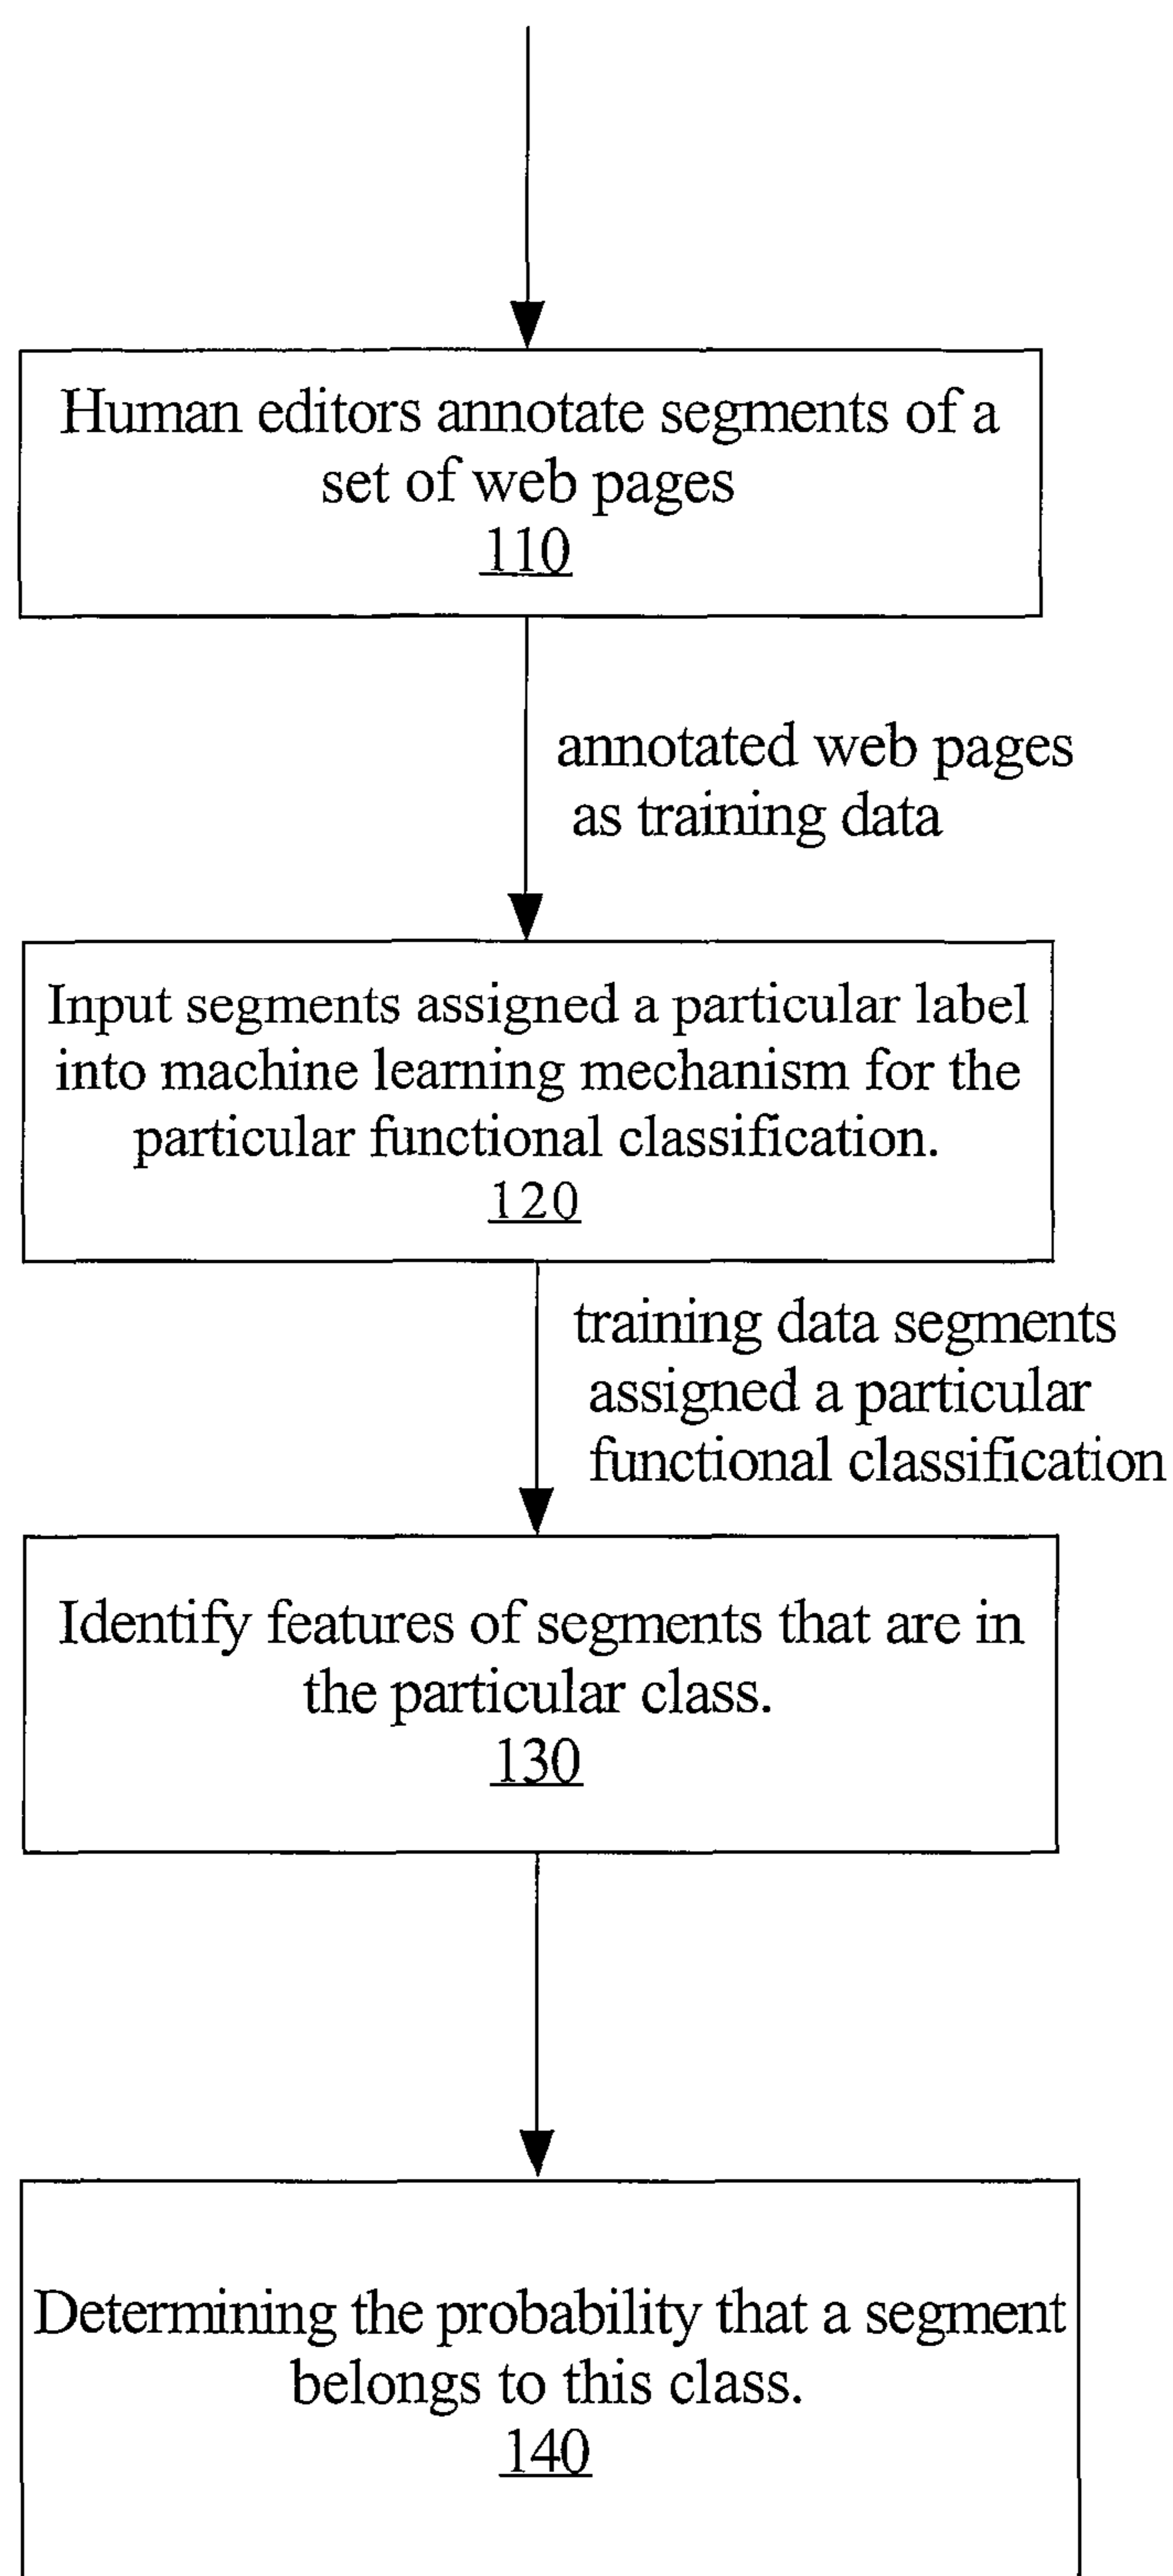 Human editors annotate segments of a
set of web pages
110
annotated web pages
as training data
Input segments assigned a particular label
into machine learning mechanism for the
particular functional classification.
120
training data segments
assigned a particular
functional classification
Identify features of segments that are in
the particular class.
130
Determining the probability that a segment
belongs to this class.
140